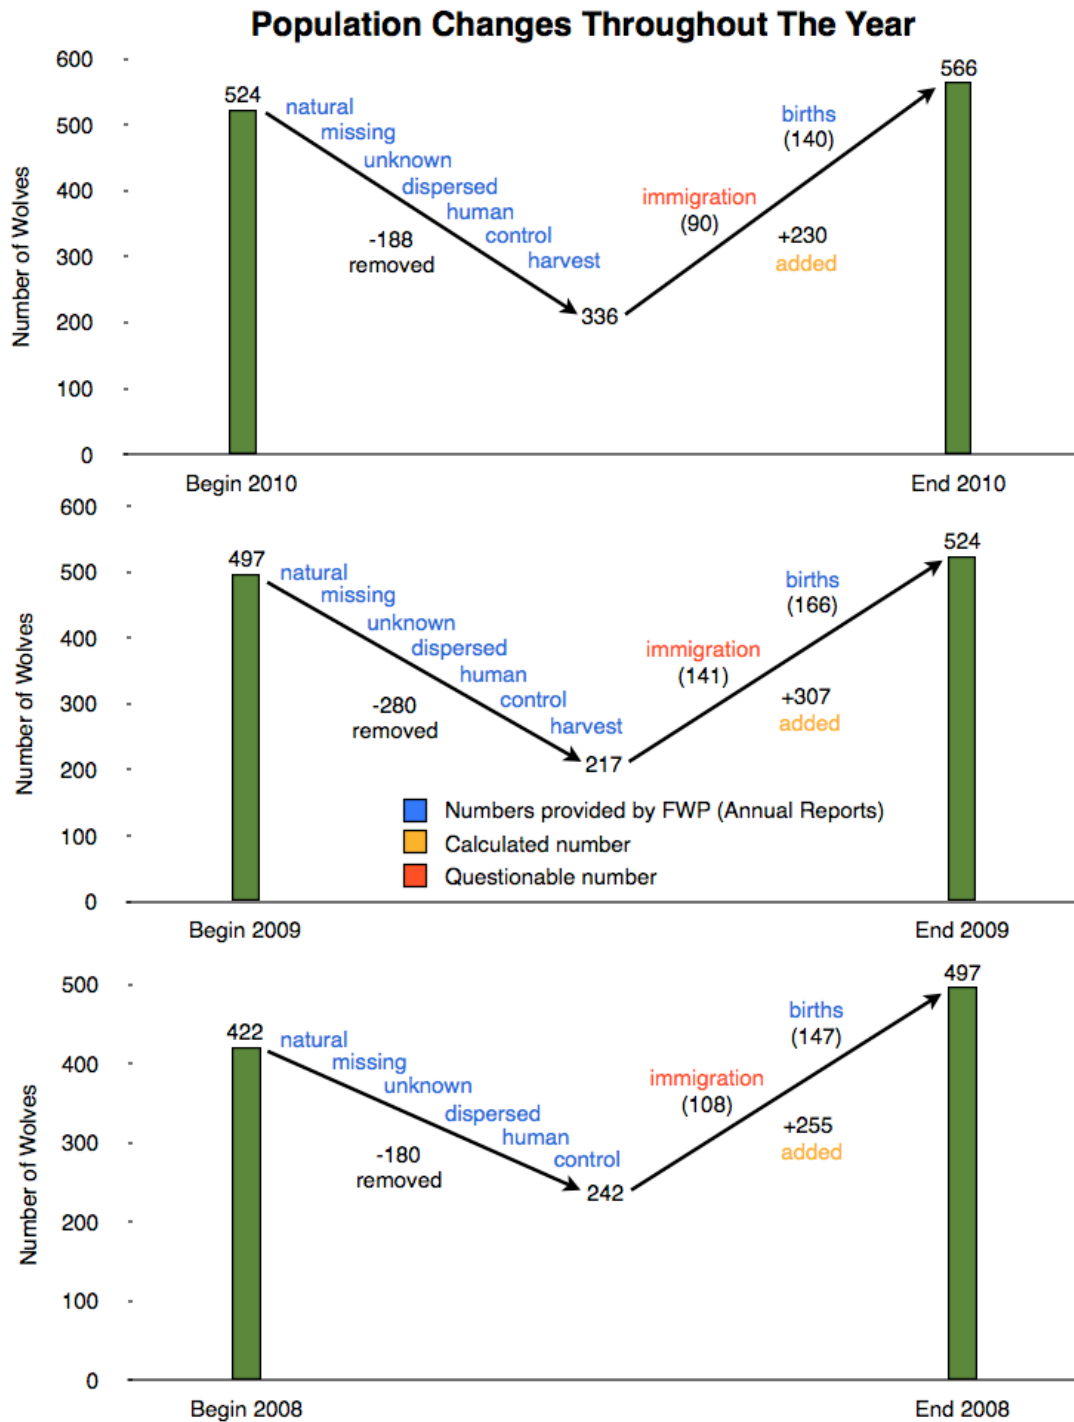 Population Changes Throughout The Year
600
500
400
300
200
100
0
Number of Wolves
524
natural
missing
unknown
dispersed
human
control
harvest
-188
removed
336
immigration
(90)
births
(140)
+230
added
566
Begin 2010
End 2010
600
500
400
300
200
100
0
Number of Wolves
497
natural
missing
unknown
dispersed
human
control
harvest
-280
removed
217
immigration
(141)
births
(166)
+307
added
524
Numbers provided by FWP (Annual Reports)
Calculated number
Questionable number
Begin 2009
End 2009
500
400
300
200
100
0
Number of Wolves
422
natural
missing
unknown
dispersed
human
control
-180
removed
242
immigration
(108)
births
(147)
+255
added
497
Begin 2008
End 2008